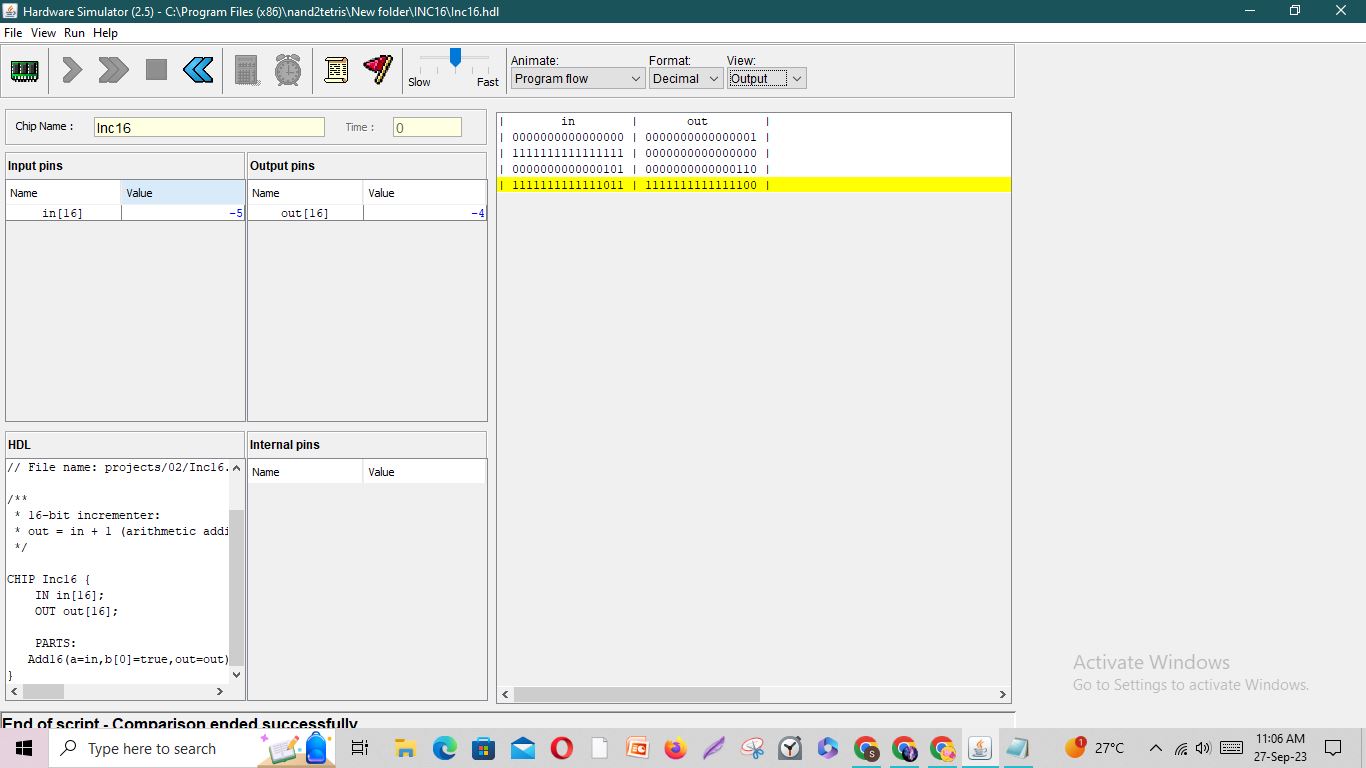 Hardware Simulator (2.5) - C:\Program Files (x86)\nand2tetris\New folder\INC16\Inc16.hdl
File View Run Help
Slow Fast
Animate: Format: View:
Program flow Decimal Output
Chip Name : Inc16 Time : 0
Input pins
Name Value
in[16] -5
Output pins
Name Value
out[16] -4
| in | out |
| 0000000000000000 | 0000000000000001 |
| 1111111111111111 | 0000000000000000 |
| 0000000000000101 | 0000000000000110 |
| 1111111111111011 | 1111111111111100 |
HDL
// File name: projects/02/Inc16.
/**
* 16-bit incrementer:
* out = in + 1 (arithmetic addi
*/
CHIP Inc16 {
IN in[16];
OUT out[16];
PARTS:
Add16(a=in,b[0]=true,out=out)
}
Internal pins
Name Value
End of script - Comparison ended successfully
Activate Windows
Go to Settings to activate Windows.
Type here to search
1
27°C
11:06 AM
27-Sep-23